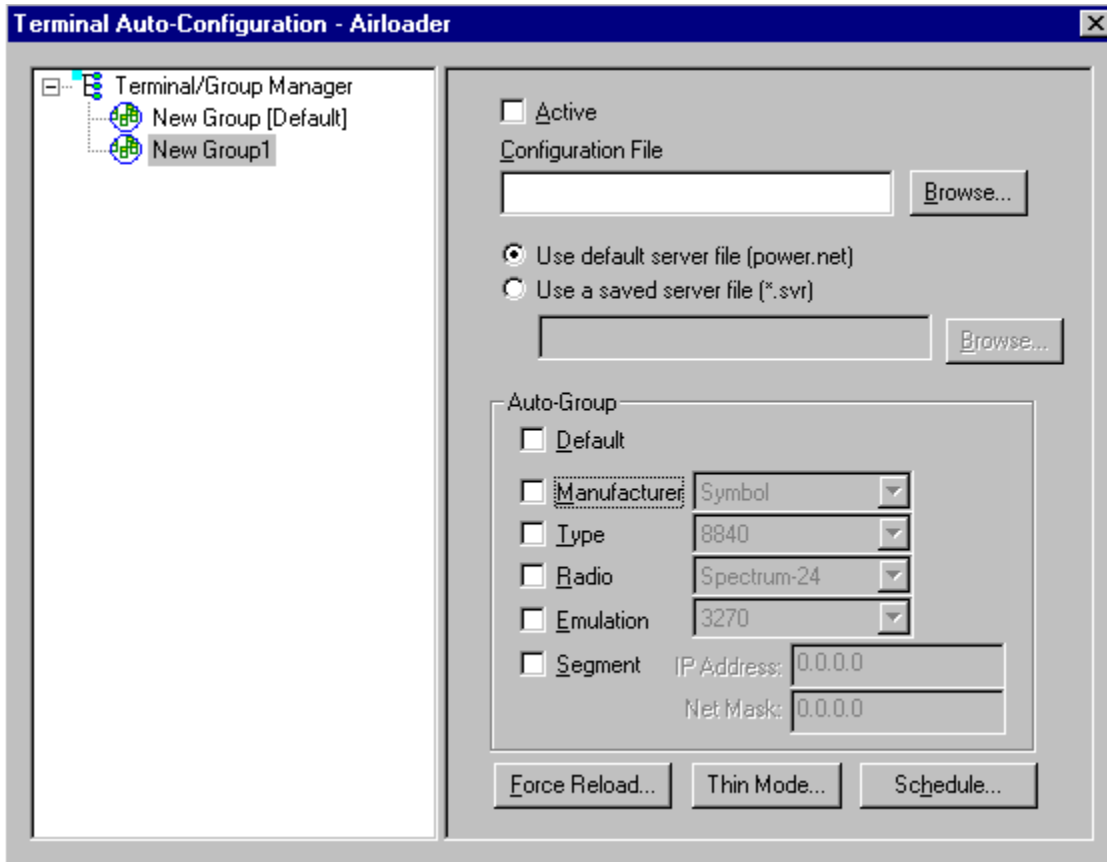 Terminal Auto-Configuration - Airloader
Terminal/Group Manager
New Group [Default]
New Group1
Active
Configuration File
Browse...
Use default server file (power.net)
Use a saved server file (*.svr)
Browse...
Auto-Group
Default
Manufacturer Symbol
Type 8840
Radio Spectrum-24
Emulation 3270
Segment IP Address: 0.0.0.0
Net Mask: 0.0.0.0
Force Reload... Thin Mode... Schedule...